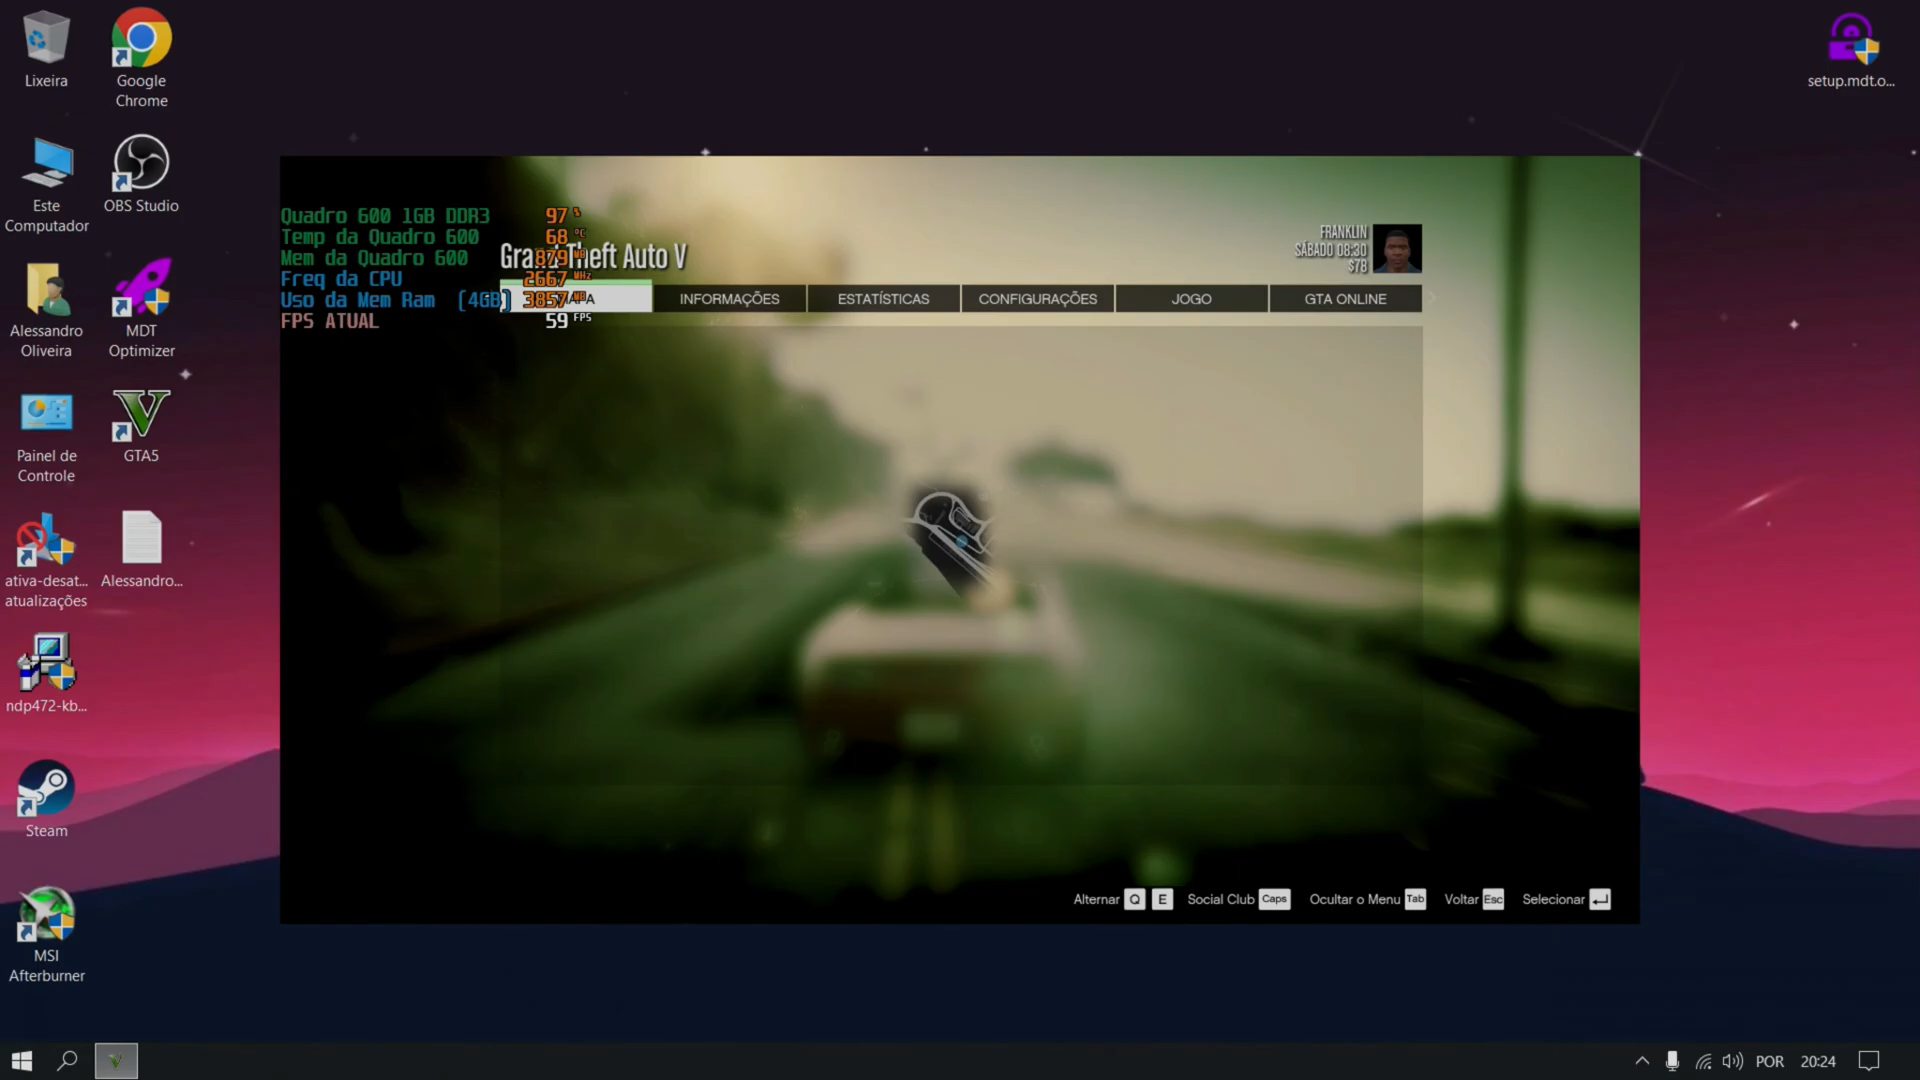 Lixeira
Google
Chrome
setup.mdt.o...
Este
Computador
OBS Studio
Alessandro
Oliveira
MDT
Optimizer
Painel de
Controle
GTA5
ativa-desat...
atualizações
Alessandro...
ndp472-kb...
Steam
MSI
Afterburner
Quadro 600 1GB DDR3 97 %
Temp da Quadro 600 68 °C
Mem da Quadro 600 879 MB
Freq da CPU 2667 MHz
Uso da Mem Ram (4GB) 3857 MB
FPS ATUAL 59 FPS
Grand Theft Auto V
FRANKLIN
SÁBADO 08:30
$78
INFORMAÇÕES ESTATÍSTICAS CONFIGURAÇÕES JOGO GTA ONLINE
Alternar Q E Social Club Caps Ocultar o Menu Tab Voltar Esc Selecionar
POR 20:24